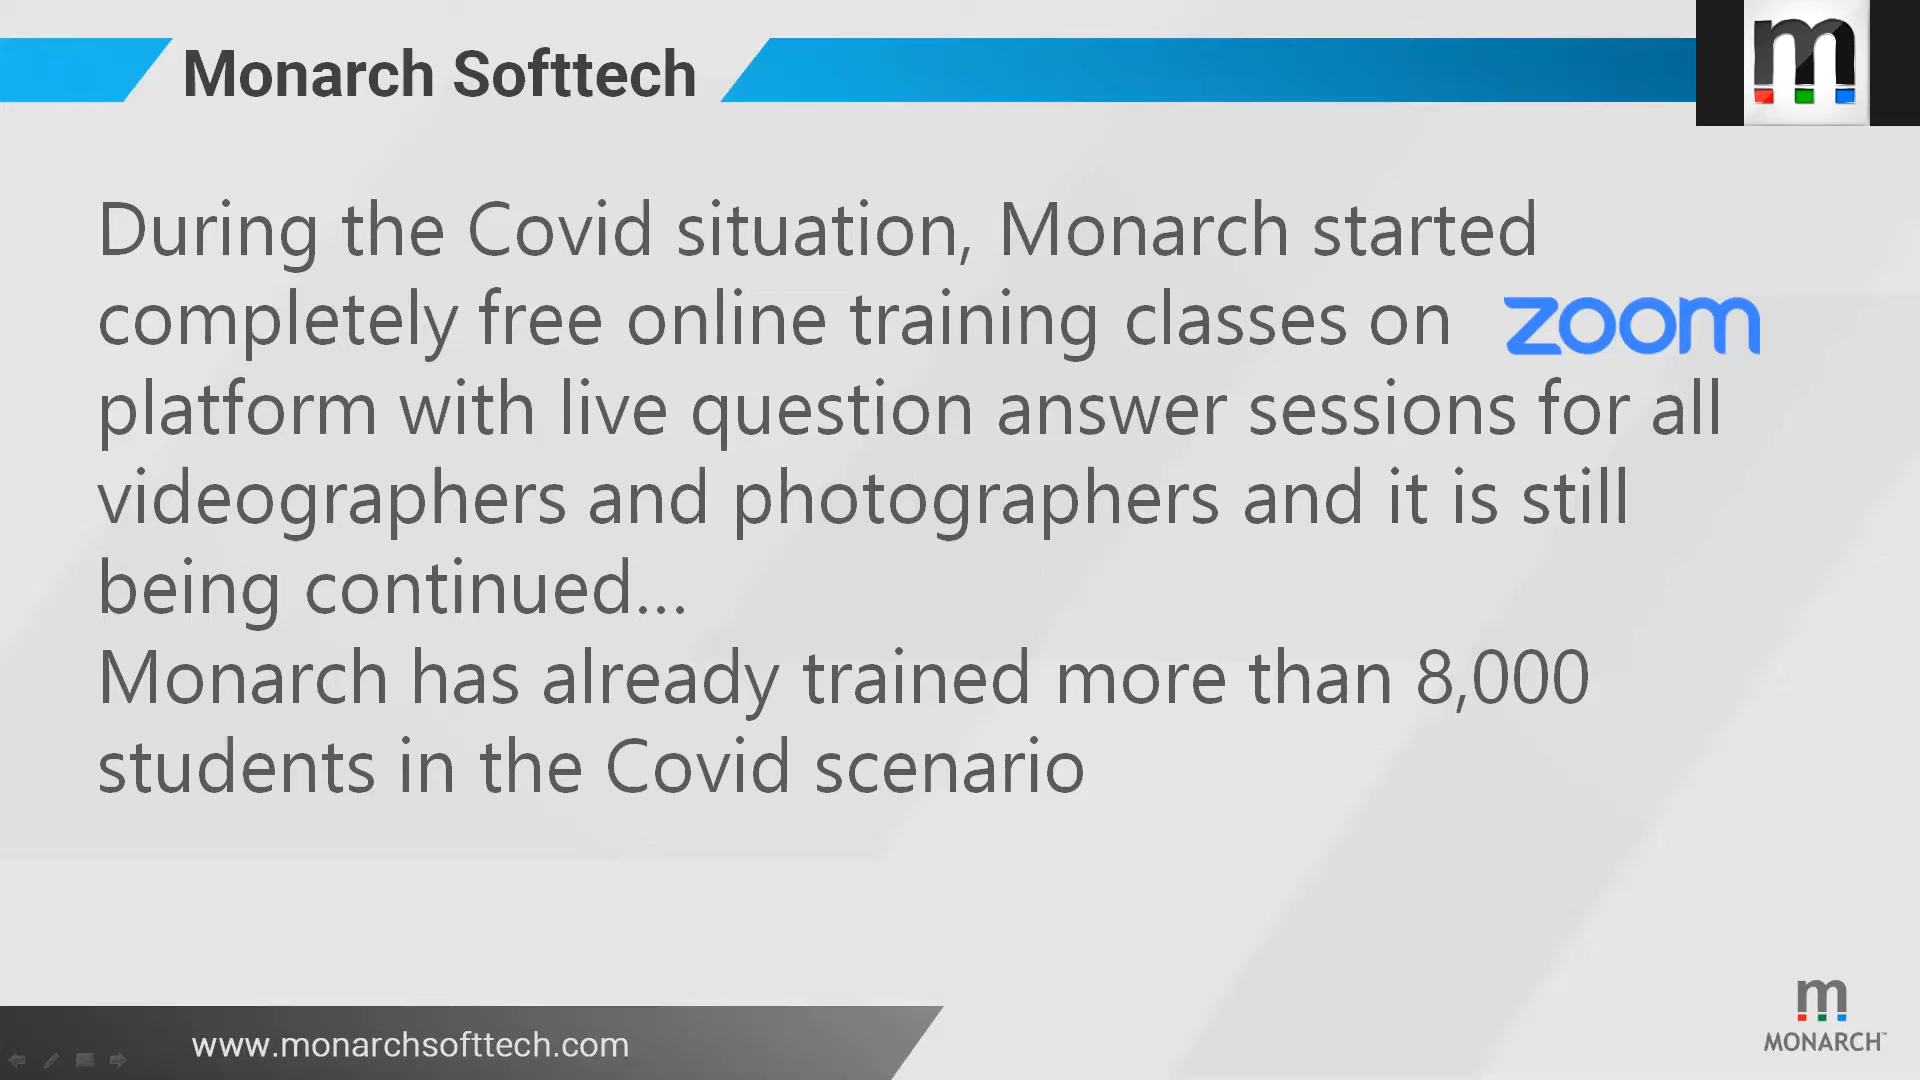 Monarch Softtech
m
During the Covid situation, Monarch started
completely free online training classes on zoom
platform with live question answer sessions for all
videographers and photographers and it is still
being continued...
Monarch has already trained more than 8,000
students in the Covid scenario
m
MONARCH™
www.monarchsofttech.com